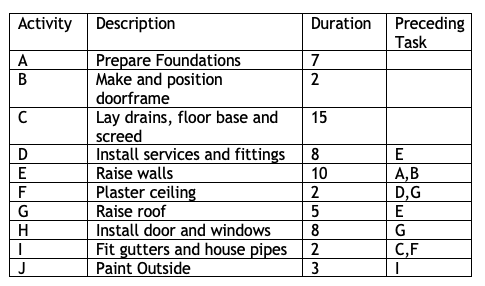 Activity Description Duration Preceding
Task
A Prepare Foundations 7
B Make and position 2
doorframe
C Lay drains, floor base and 15
screed
D Install services and fittings 8 E
E Raise walls 10 A,B
F Plaster ceiling 2 D,G
G Raise roof 5 E
H Install door and windows 8 G
I Fit gutters and house pipes 2 C,F
J Paint Outside 3 I